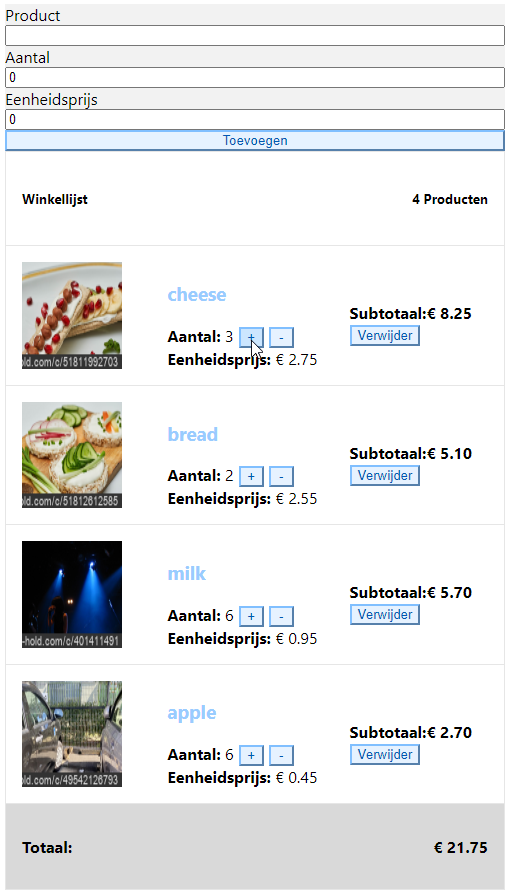 Product
Aantal
0
Eenheidsprijs
0
Toevoegen
Winkellijst 4 Producten
cheese
Subtotaal:€ 8.25
Aantal: 3 + -
Verwijder
Eenheidsprijs: € 2.75
hold.com/c/51811992703
bread
Subtotaal:€ 5.10
Aantal: 2 + -
Verwijder
Eenheidsprijs: € 2.55
old.com/c/51812612585
milk
Subtotaal:€ 5.70
Aantal: 6 + -
Verwijder
Eenheidsprijs: € 0.95
-hold.com/c/401411491
apple
Subtotaal:€ 2.70
Aantal: 6 + -
Verwijder
Eenheidsprijs: € 0.45
old.com/c/49542126793
Totaal: € 21.75